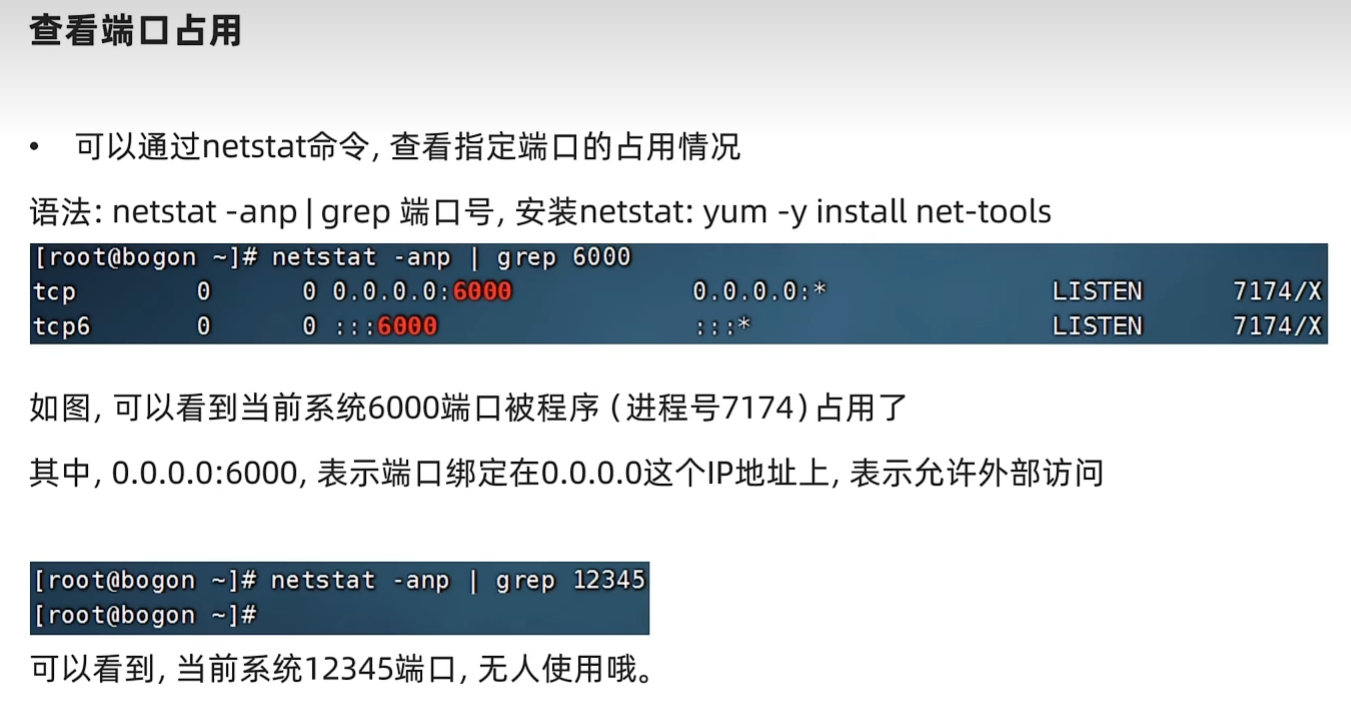 查看端口占用
• 可以通过netstat命令, 查看指定端口的占用情况
语法: netstat -anp | grep 端口号, 安装netstat: yum -y install net-tools
[root@bogon ~]# netstat -anp | grep 6000
tcp 0 0 0.0.0.0:6000 0.0.0.0:* LISTEN 7174/X
tcp6 0 0 :::6000 :::* LISTEN 7174/X
如图, 可以看到当前系统6000端口被程序 ( 进程号7174 ) 占用了
其中, 0.0.0.0:6000, 表示端口绑定在0.0.0.0这个IP地址上, 表示允许外部访问
[root@bogon ~]# netstat -anp | grep 12345
[root@bogon ~]#
可以看到, 当前系统12345端口, 无人使用哦。